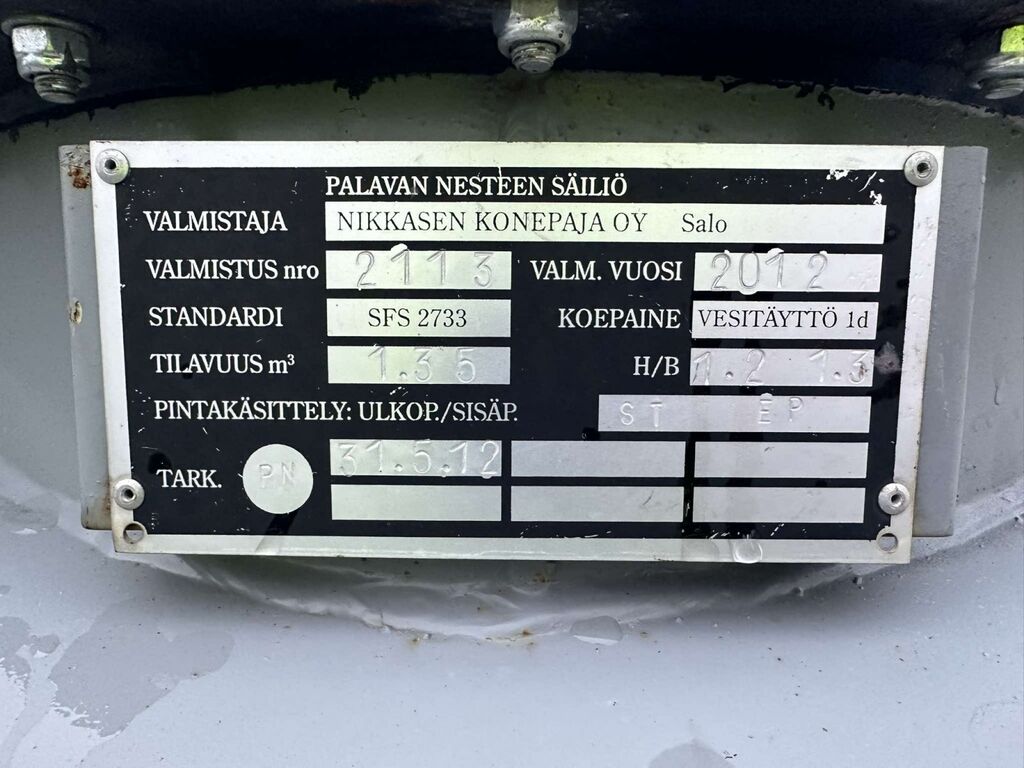 PALAVAN NESTEEN SÄILIÖ
VALMISTAJA NIKKASEN KONEPAJA OY Salo
VALMISTUS nro 2113 VALM. VUOSI 2012
STANDARDI SFS 2733 KOEPAINE VESITÄYTTÖ 1d
TILAVUUS m³ 1.35 H/B 1.2 1.3
PINTAKÄSITTELY: ULKOP./SISÄP. ST EP
TARK. PN 31.5.12